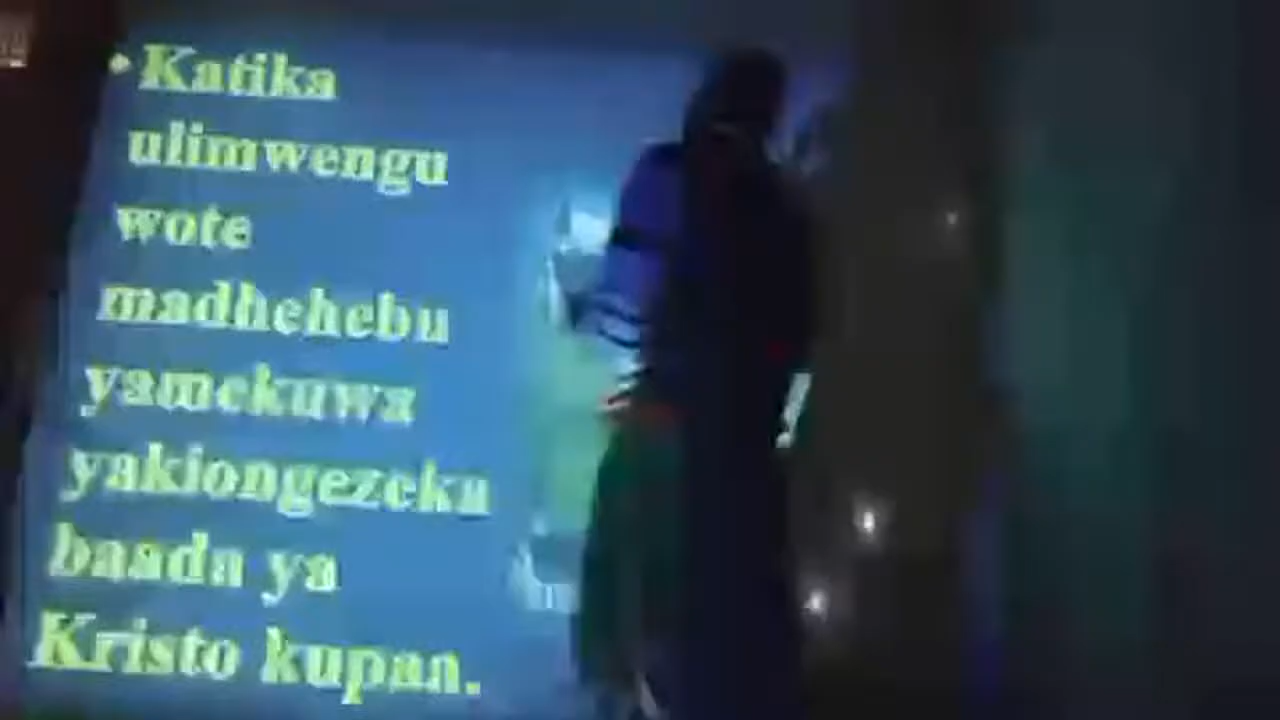 • Katika
ulimwengu
wote
madhehebu
yamekuwa
yakiongezeka
baada ya
Kristo kupaa.